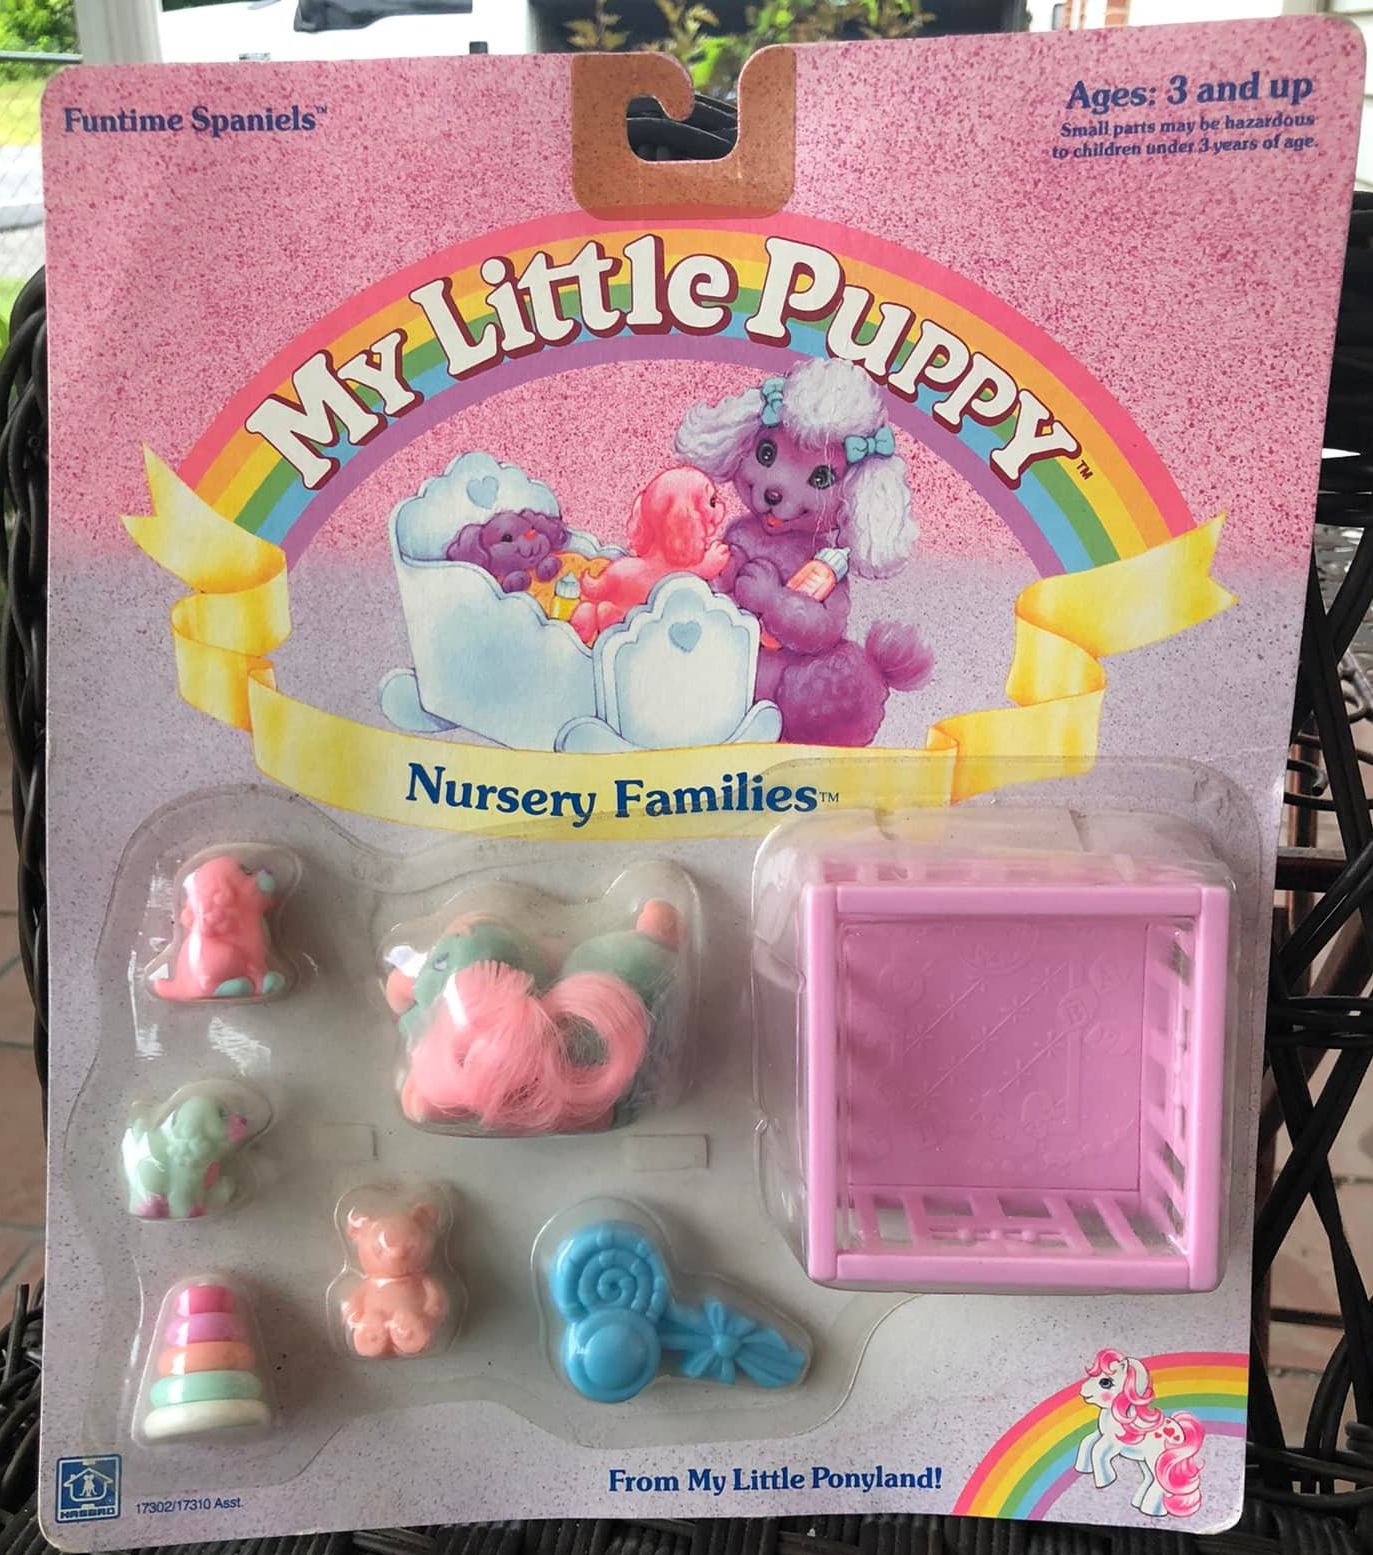 Funtime Spaniels™
Ages: 3 and up
Small parts may be hazardous
to children under 3 years of age.
My Little Puppy™
Nursery Families™
From My Little Ponyland!
HASBRO
17302/17310 Asst.